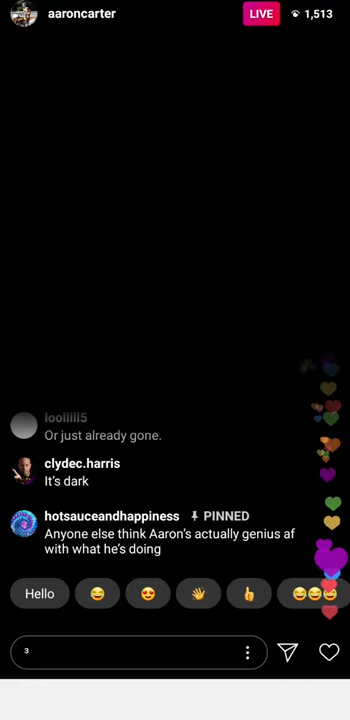 aaroncarter LIVE 1,513
loolllll5
Or just already gone.
clydec.harris
It's dark
hotsauceandhappiness PINNED
Anyone else think Aaron's actually genius af
with what he's doing
Hello
3